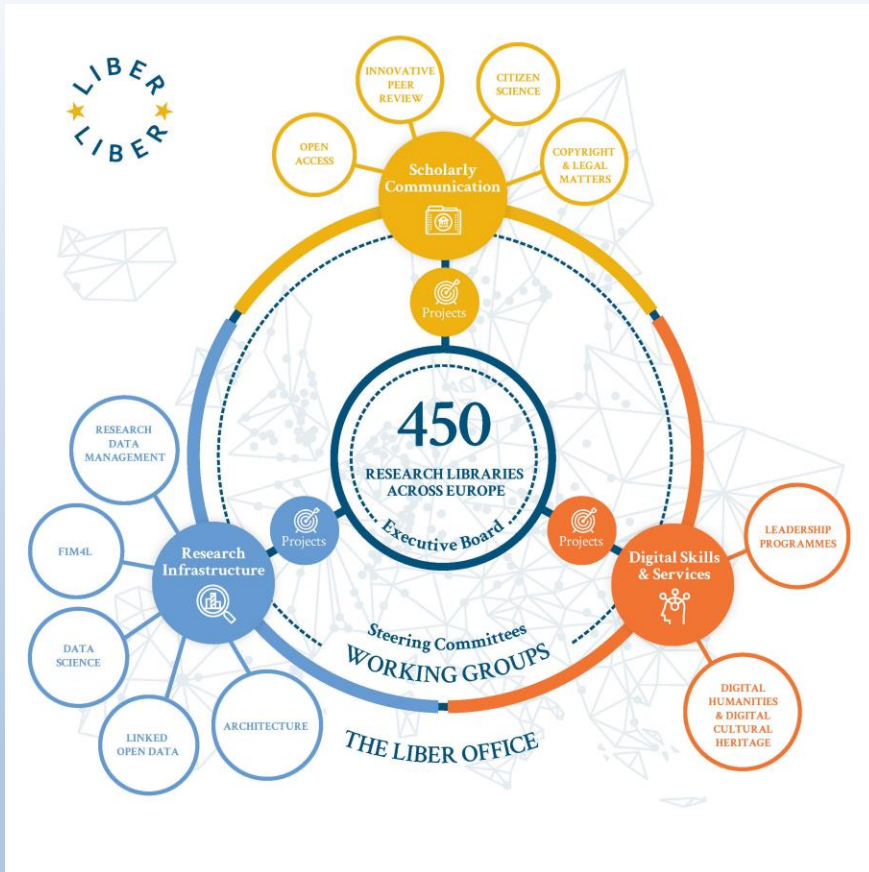 LIBER
LIBER
INNOVATIVE
PEER
REVIEW
CITIZEN
SCIENCE
OPEN
ACCESS
COPYRIGHT
& LEGAL
MATTERS
Scholarly
Communication
Projects
450
RESEARCH LIBRARIES
ACROSS EUROPE
Executive Board
RESEARCH
DATA
MANAGEMENT
FIM4L
DATA
SCIENCE
LINKED
OPEN DATA
ARCHITECTURE
Research
Infrastructure
Projects
Projects
Digital Skills
& Services
LEADERSHIP
PROGRAMMES
DIGITAL
HUMANITIES
& DIGITAL
CULTURAL
HERITAGE
Steering Committees
WORKING GROUPS
THE LIBER OFFICE